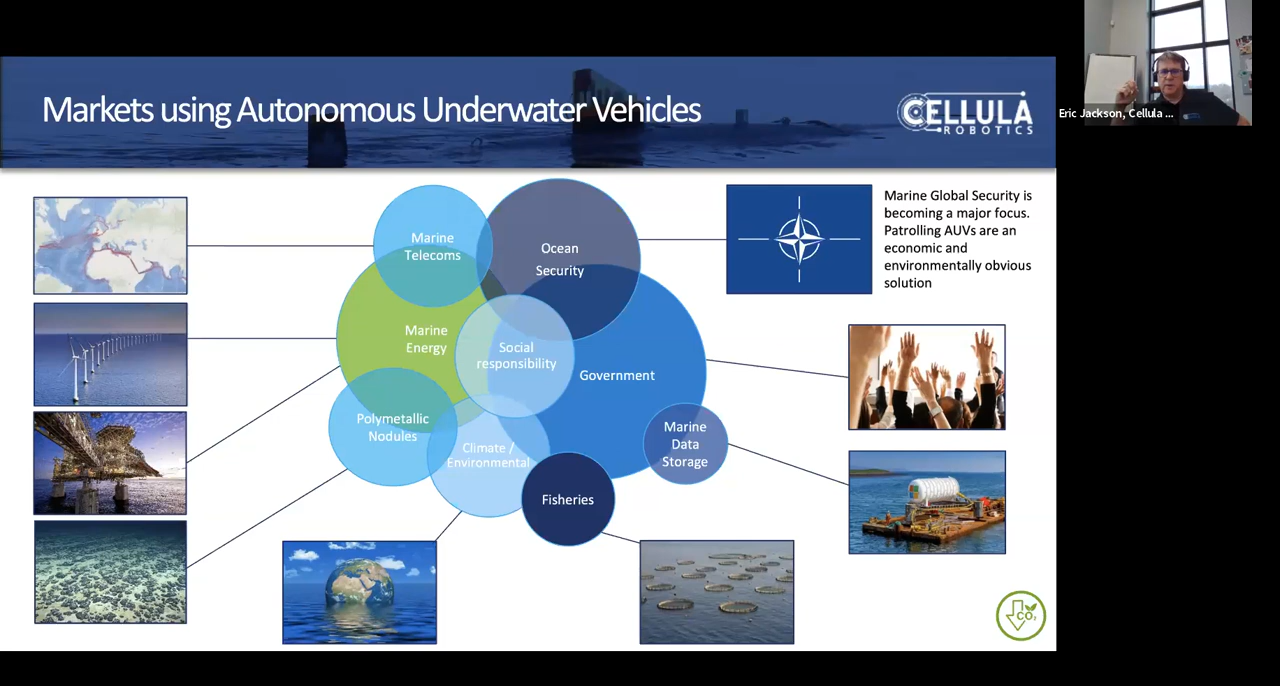 Markets using Autonomous Underwater Vehicles
CELLULA
ROBOTICS
Eric Jackson, Cellula ...
Marine
Telecoms
Ocean
Security
Marine Global Security is
becoming a major focus.
Patrolling AUVs are an
economic and
environmentally obvious
solution
Marine
Energy
Social
responsibility
Government
Polymetallic
Nodules
Climate /
Environmental
Marine
Data
Storage
Fisheries
CO₂